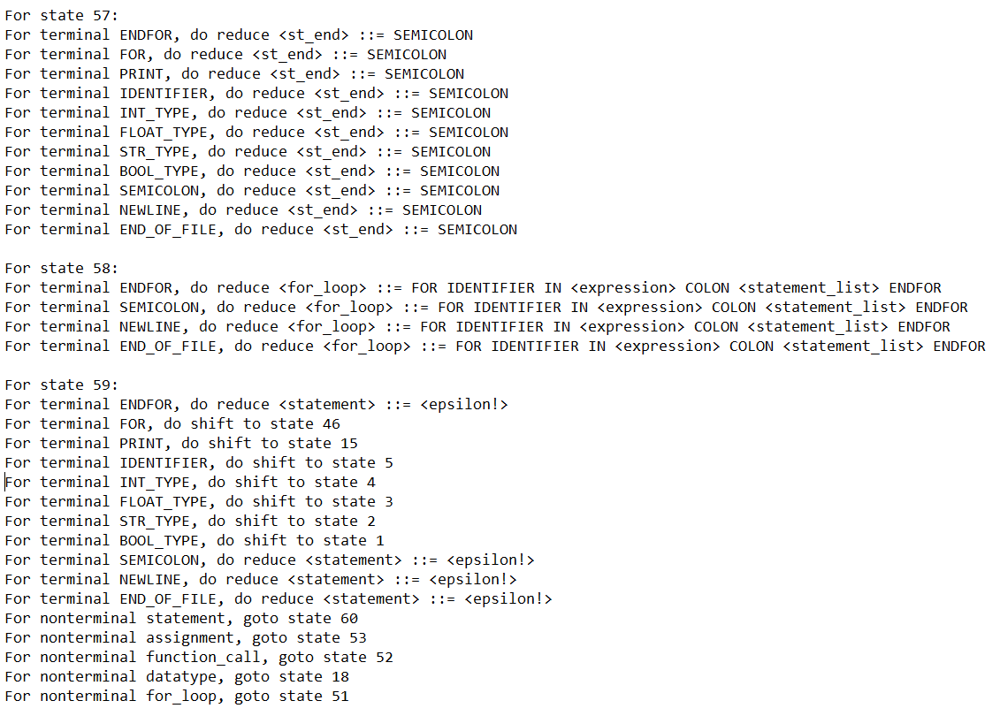 For state 57:
For terminal ENDFOR, do reduce <st_end> ::= SEMICOLON
For terminal FOR, do reduce <st_end> ::= SEMICOLON
For terminal PRINT, do reduce <st_end> ::= SEMICOLON
For terminal IDENTIFIER, do reduce <st_end> ::= SEMICOLON
For terminal INT_TYPE, do reduce <st_end> ::= SEMICOLON
For terminal FLOAT_TYPE, do reduce <st_end> ::= SEMICOLON
For terminal STR_TYPE, do reduce <st_end> ::= SEMICOLON
For terminal BOOL_TYPE, do reduce <st_end> ::= SEMICOLON
For terminal SEMICOLON, do reduce <st_end> ::= SEMICOLON
For terminal NEWLINE, do reduce <st_end> ::= SEMICOLON
For terminal END_OF_FILE, do reduce <st_end> ::= SEMICOLON

For state 58:
For terminal ENDFOR, do reduce <for_loop> ::= FOR IDENTIFIER IN <expression> COLON <statement_list> ENDFOR
For terminal SEMICOLON, do reduce <for_loop> ::= FOR IDENTIFIER IN <expression> COLON <statement_list> ENDFOR
For terminal NEWLINE, do reduce <for_loop> ::= FOR IDENTIFIER IN <expression> COLON <statement_list> ENDFOR
For terminal END_OF_FILE, do reduce <for_loop> ::= FOR IDENTIFIER IN <expression> COLON <statement_list> ENDFOR

For state 59:
For terminal ENDFOR, do reduce <statement> ::= <epsilon!>
For terminal FOR, do shift to state 46
For terminal PRINT, do shift to state 15
For terminal IDENTIFIER, do shift to state 5
For terminal INT_TYPE, do shift to state 4
For terminal FLOAT_TYPE, do shift to state 3
For terminal STR_TYPE, do shift to state 2
For terminal BOOL_TYPE, do shift to state 1
For terminal SEMICOLON, do reduce <statement> ::= <epsilon!>
For terminal NEWLINE, do reduce <statement> ::= <epsilon!>
For terminal END_OF_FILE, do reduce <statement> ::= <epsilon!>
For nonterminal statement, goto state 60
For nonterminal assignment, goto state 53
For nonterminal function_call, goto state 52
For nonterminal datatype, goto state 18
For nonterminal for_loop, goto state 51